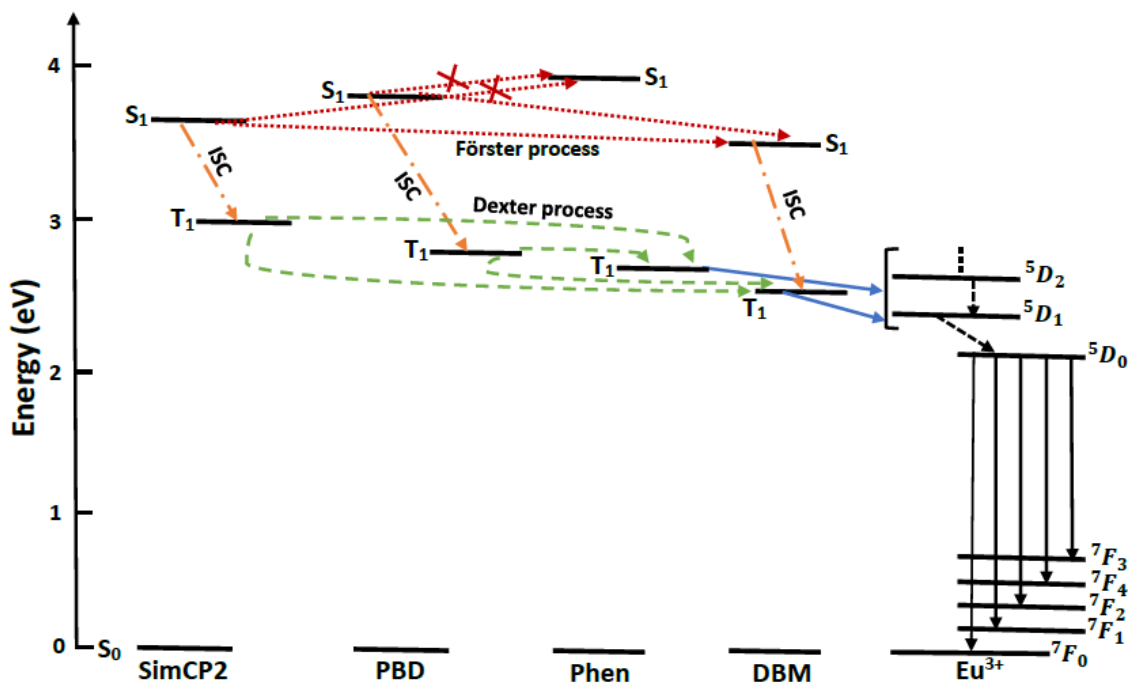 4
S₁
S₁
S₁
S₁
Förster process
ISC
ISC
ISC
3
T₁
Dexter process
T₁
T₁
T₁
⁵D₂
⁵D₁
⁵D₀
Energy (eV)
2
1
⁷F₃
⁷F₄
⁷F₂
⁷F₁
⁷F₀
0
S₀
SimCP2
PBD
Phen
DBM
Eu³⁺